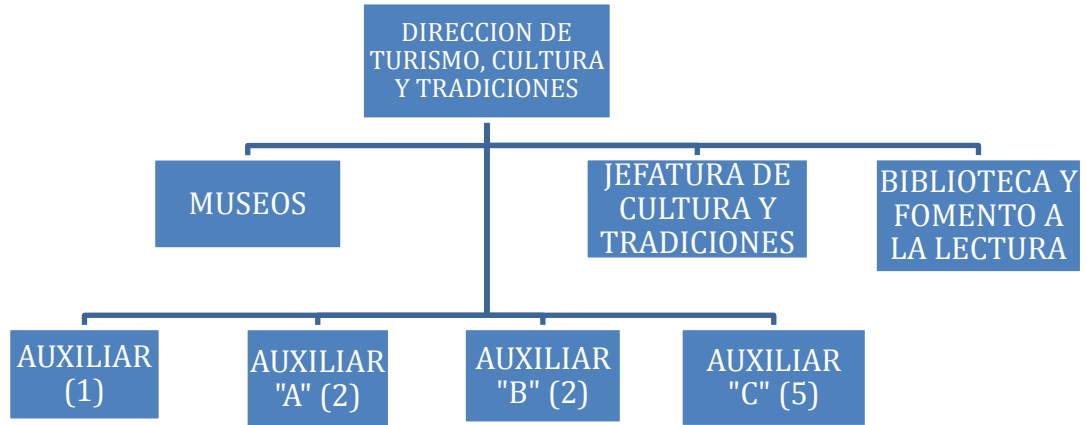 DIRECCION DE
TURISMO, CULTURA
Y TRADICIONES
MUSEOS
JEFATURA DE
CULTURA Y
TRADICIONES
BIBLIOTECA Y
FOMENTO A
LA LECTURA
AUXILIAR
(1)
AUXILIAR
"A" (2)
AUXILIAR
"B" (2)
AUXILIAR
"C" (5)